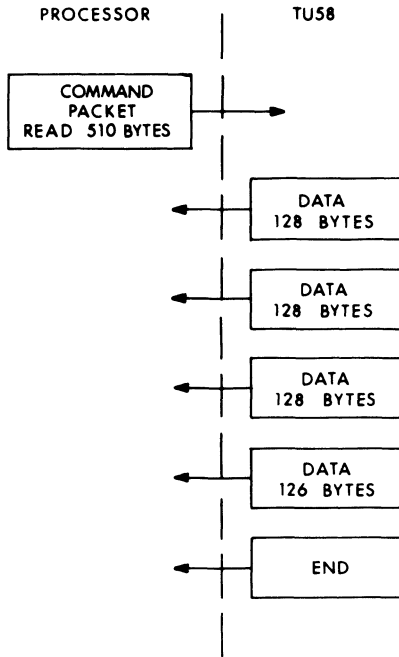 PROCESSOR TU58
COMMAND
PACKET
READ 510 BYTES
DATA
128 BYTES
DATA
128 BYTES
DATA
128 BYTES
DATA
126 BYTES
END